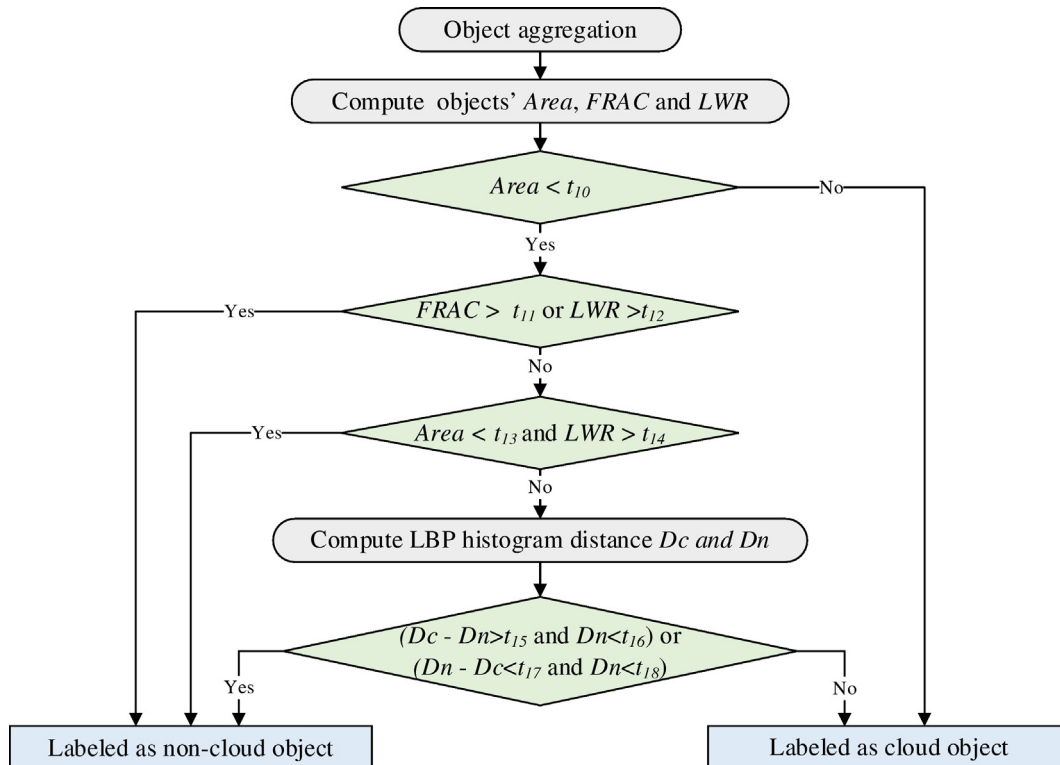 Object aggregation
Compute objects’ Area, FRAC and LWR
Area < t10
No
Yes
FRAC > t11 or LWR >t12
Yes
No
Area < t13 and LWR > t14
Yes
No
Compute LBP histogram distance Dc and Dn
(Dc - Dn>t15 and Dn<t16) or
(Dn - Dc<t17 and Dn<t18)
Yes
No
Labeled as non-cloud object
Labeled as cloud object